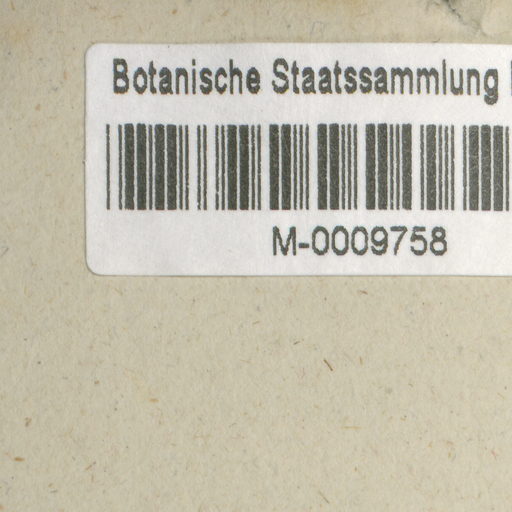 Botanische Staatssammlung
M-0009758